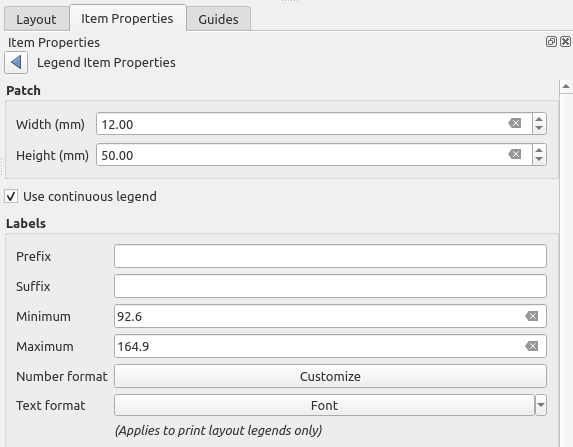 Layout Item Properties Guides
Item Properties
Legend Item Properties
Patch
Width (mm) 12.00
Height (mm) 50.00
Use continuous legend
Labels
Prefix
Suffix
Minimum 92.6
Maximum 164.9
Number format Customize
Text format Font
(Applies to print layout legends only)